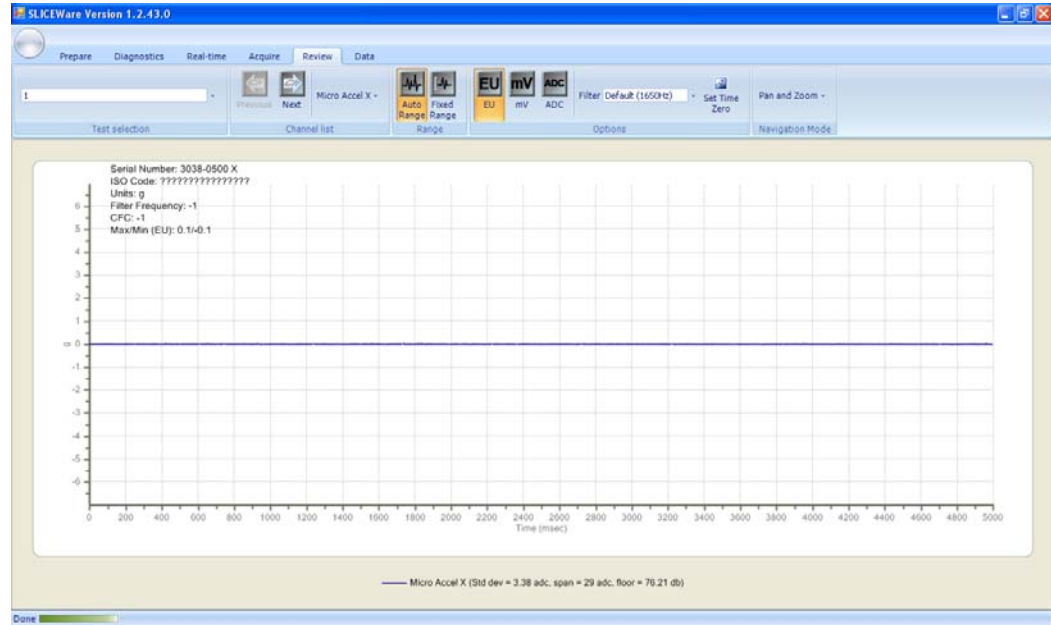 SLICEWare Version 1.2.43.0
Prepare Diagnostics Real-time Acquire Review Data
1
Previous Next Micro Accel X
Auto Range Fixed Range
EU mV ADC
EU mV ADC
Filter Default (1650Hz)
Set Time Zero
Pan and Zoom
Test selection Channel list Range Options Navigation Mode
Serial Number: 3038-0500 X
ISO Code: ????????????????
Units: g
Filter Frequency: -1
CFC: -1
Max/Min (EU): 0.1/-0.1
6
5
4
3
2
1
g 0
-1
-2
-3
-4
-5
-6
0 200 400 600 800 1000 1200 1400 1600 1800 2000 2200 2400 2600 2800 3000 3200 3400 3600 3800 4000 4200 4400 4600 4800 5000
Time (msec)
Micro Accel X (Std dev = 3.38 adc, span = 29 adc, floor = 76.21 db)
Done